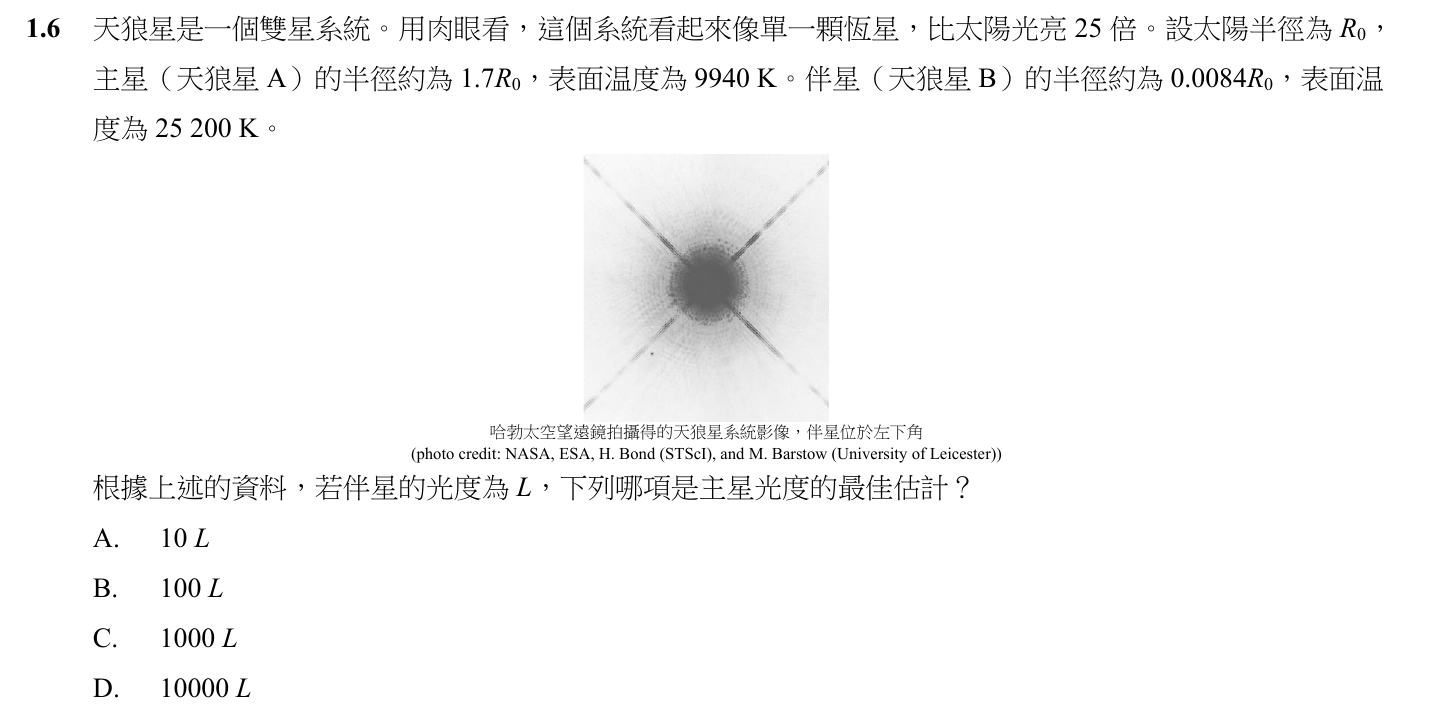 1.6 天狼星是一個雙星系統。用肉眼看，這個系統看起來像單一顆恆星，比太陽光亮 25 倍。設太陽半徑為 R₀，
主星（天狼星 A）的半徑約為 1.7R₀，表面温度為 9940 K。伴星（天狼星 B）的半徑約為 0.0084R₀，表面温
度為 25 200 K。
哈勃太空望遠鏡拍攝得的天狼星系統影像，伴星位於左下角
(photo credit: NASA, ESA, H. Bond (STScI), and M. Barstow (University of Leicester))
根據上述的資料，若伴星的光度為 L，下列哪項是主星光度的最佳估計？
A. 10 L
B. 100 L
C. 1000 L
D. 10000 L